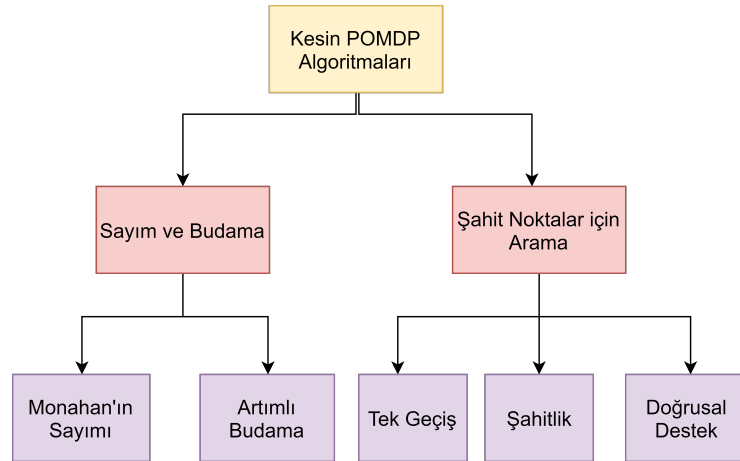 Kesin POMDP
Algoritmaları
Sayım ve Budama
Şahit Noktalar için
Arama
Monahan'ın
Sayımı
Artımlı
Budama
Tek Geçiş
Şahitlik
Doğrusal
Destek